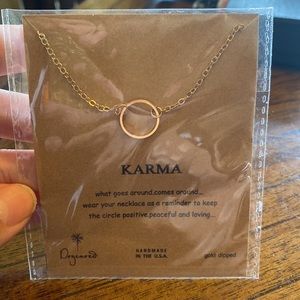 KARMA
what goes around.comes around...
wear your necklace as a reminder to keep
the circle positive.peaceful and loving...
Dogeared
HANDMADE
IN THE U.S.A.
gold dipped